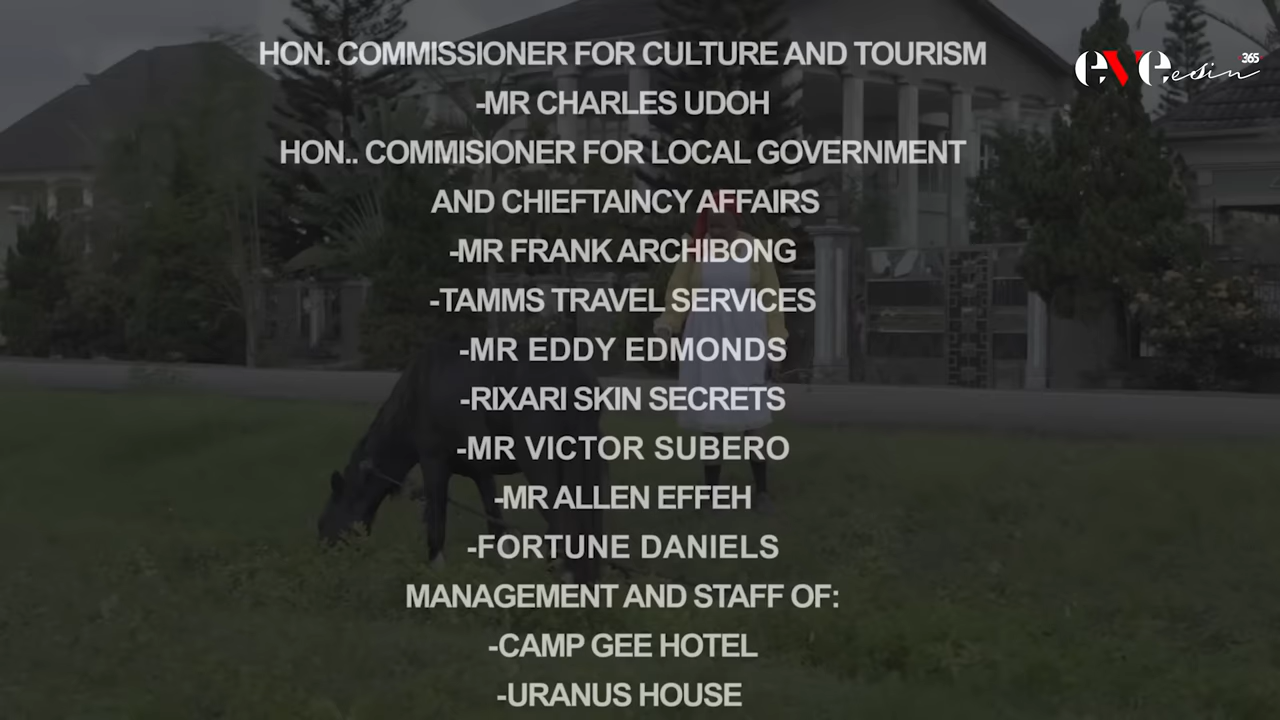 HON. COMMISSIONER FOR CULTURE AND TOURISM
-MR CHARLES UDOH
HON.. COMMISIONER FOR LOCAL GOVERNMENT
AND CHIEFTAINCY AFFAIRS
-MR FRANK ARCHIBONG
-TAMMS TRAVEL SERVICES
-MR EDDY EDMONDS
-RIXARI SKIN SECRETS
-MR VICTOR SUBERO
-MR ALLEN EFFEH
-FORTUNE DANIELS
MANAGEMENT AND STAFF OF:
-CAMP GEE HOTEL
-URANUS HOUSE
eVe esin 365